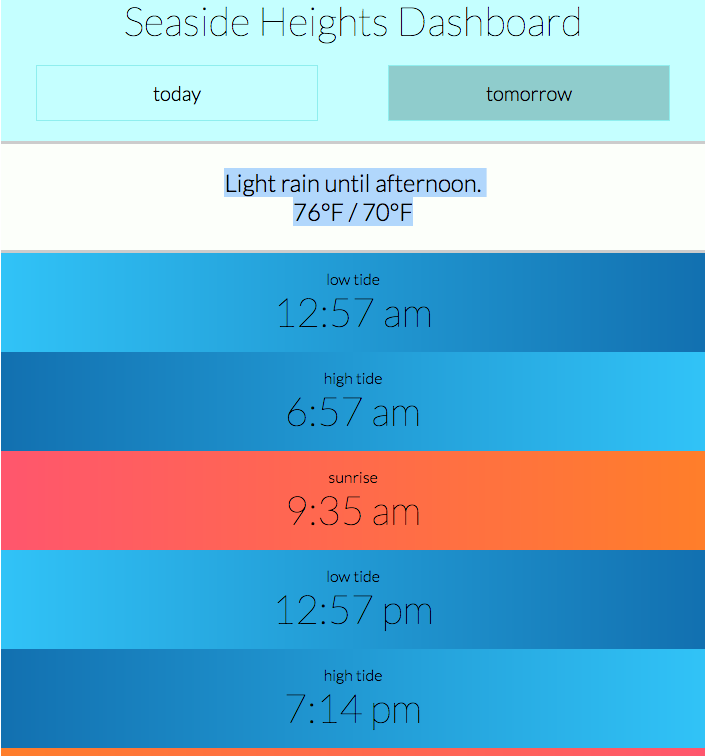 Seaside Heights Dashboard
today
tomorrow
Light rain until afternoon.
76°F / 70°F
low tide
12:57 am
high tide
6:57 am
sunrise
9:35 am
low tide
12:57 pm
high tide
7:14 pm